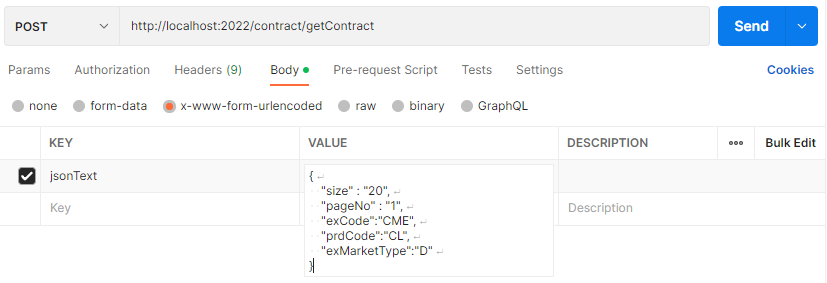 POST http://localhost:2022/contract/getContract Send
Params Authorization Headers (9) Body Pre-request Script Tests Settings Cookies
none form-data x-www-form-urlencoded raw binary GraphQL
KEY VALUE DESCRIPTION ooo Bulk Edit
jsonText
{ ↵
"size" : "20", ↵
"pageNo" : "1", ↵
"exCode":"CME", ↵
"prdCode":"CL", ↵
"exMarketType":"D" ↵
}
Key Description